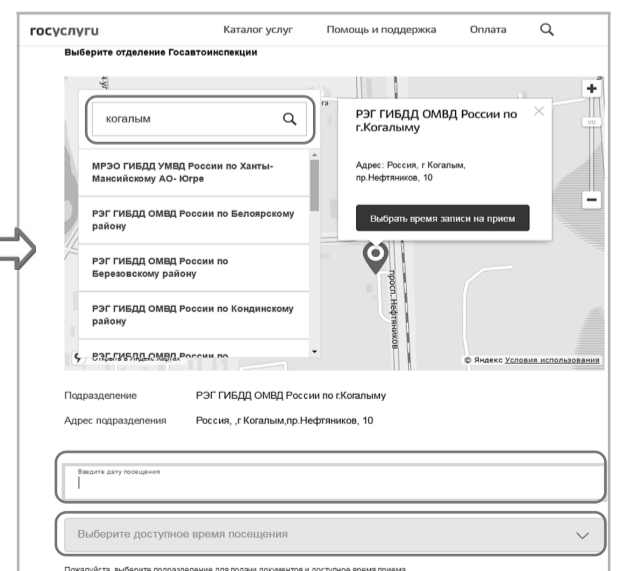 госуслуги Каталог услуг Помощь и поддержка Оплата
Выберите отделение Госавтоинспекции
когалым
МРЭО ГИБДД УМВД России по Ханты-
Мансийскому АО- Югре
РЭГ ГИБДД ОМВД России по Белоярскому
району
РЭГ ГИБДД ОМВД России по
Березовскому району
РЭГ ГИБДД ОМВД России по Кондинскому
району
РЭГ ГИБДД ОМВД России по
Открыть в Яндекс.Картах
РЭГ ГИБДД ОМВД России по
г.Когалыму
Адрес: Россия, г Когалым,
пр.Нефтяников, 10
Выбрать время записи на прием
просп. Нефтяников
© Яндекс Условия использования
Подразделение РЭГ ГИБДД ОМВД России по г.Когалыму
Адрес подразделения Россия, ,г Когалым,пр.Нефтяников, 10
Введите дату посещения
Выберите доступное время посещения
Пожалуйста, выберите подразделение для подачи документов и доступное время приема